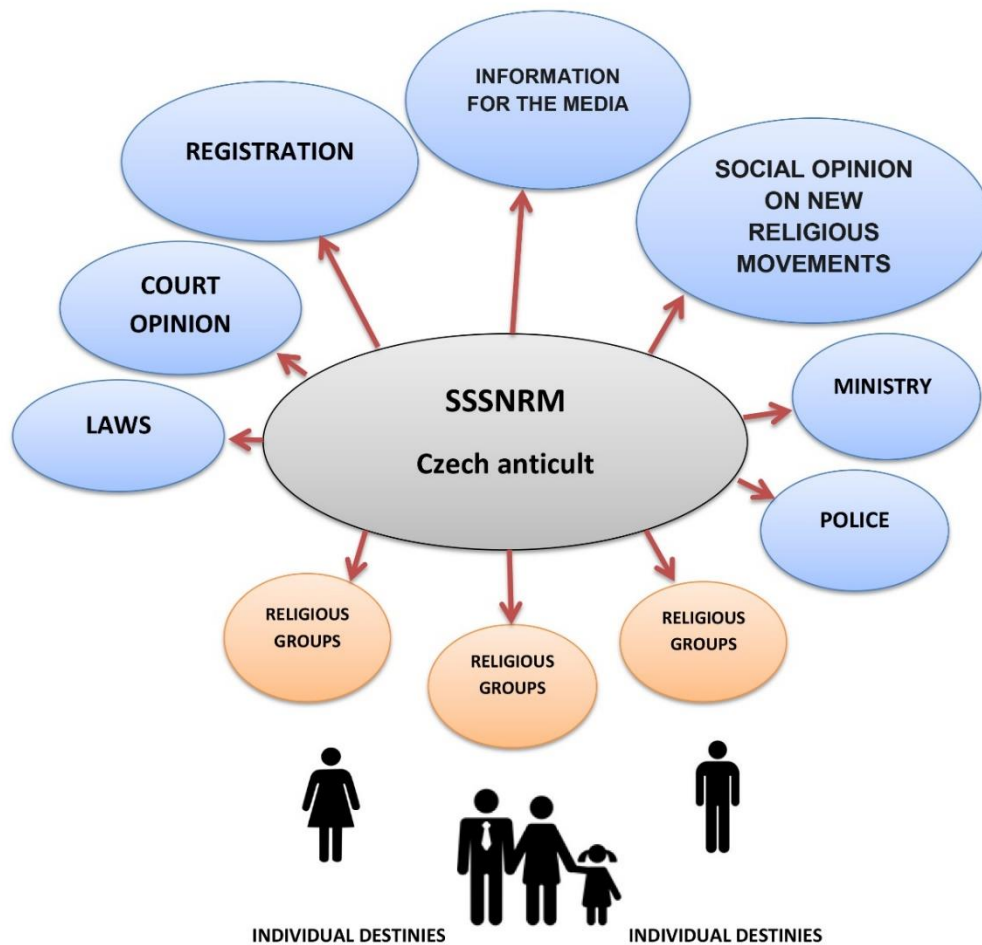 INFORMATION
FOR THE MEDIA
REGISTRATION
SOCIAL OPINION
ON NEW
RELIGIOUS
MOVEMENTS
COURT
OPINION
LAWS
SSSNRM
Czech anticult
MINISTRY
POLICE
RELIGIOUS
GROUPS
RELIGIOUS
GROUPS
RELIGIOUS
GROUPS
INDIVIDUAL DESTINIES
INDIVIDUAL DESTINIES